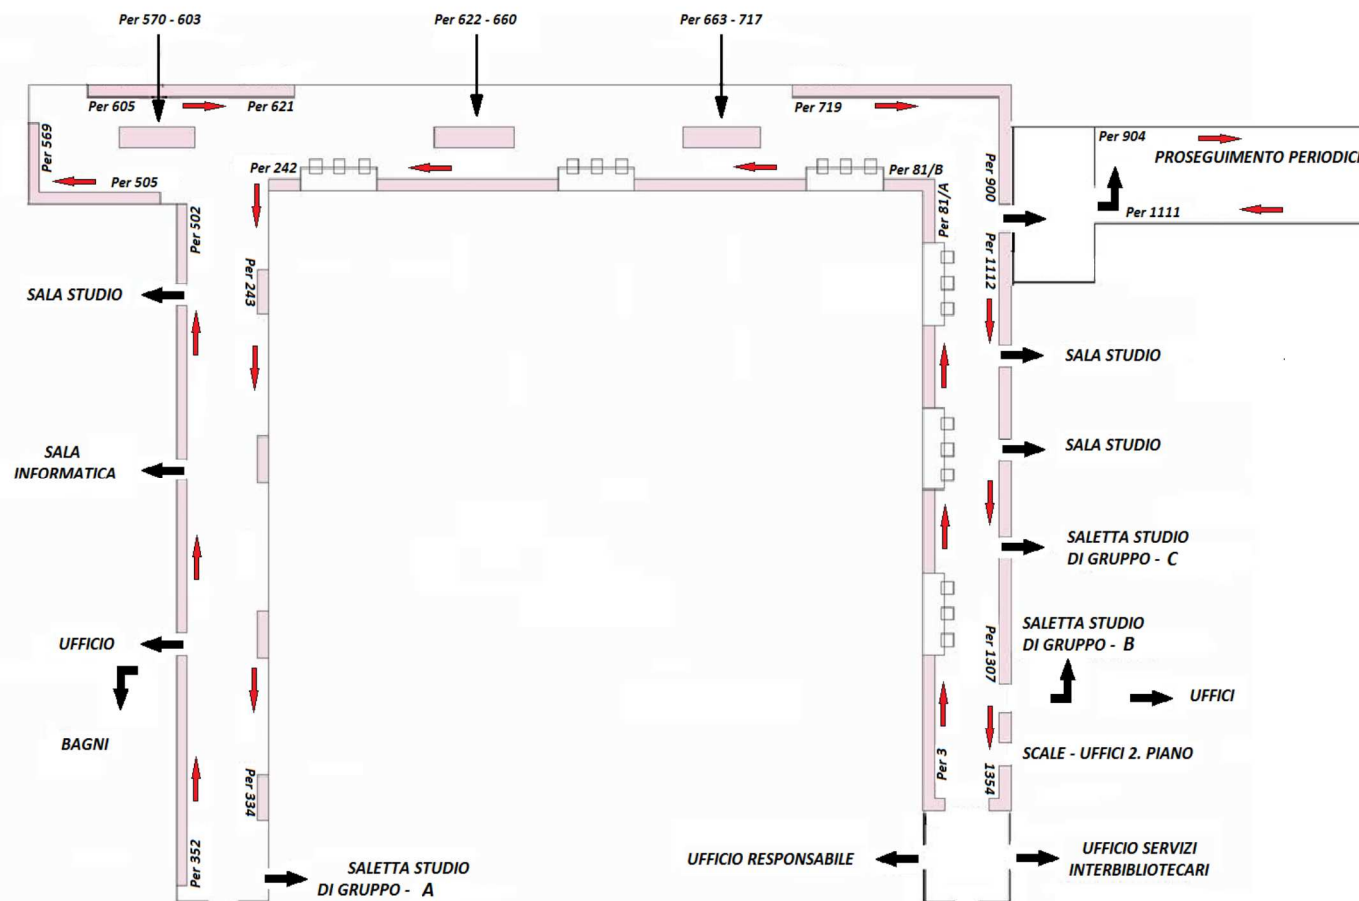 Per 570 - 603
Per 622 - 660
Per 663 - 717
Per 605
Per 621
Per 719
Per 569
Per 505
Per 242
Per 81/B
Per 81/A
Per 900
Per 904
PROSEGUIMENTO PERIODICI
Per 1111
Per 502
Per 243
Per 1112
SALA STUDIO
SALA STUDIO
SALA STUDIO
SALA
INFORMATICA
SALETTA STUDIO
DI GRUPPO - C
UFFICIO
SALETTA STUDIO
DI GRUPPO - B
Per 1307
UFFICI
BAGNI
SCALE - UFFICI 2. PIANO
Per 334
Per 3
1354
Per 352
SALETTA STUDIO
DI GRUPPO - A
UFFICIO RESPONSABILE
UFFICIO SERVIZI
INTERBIBLIOTECARI